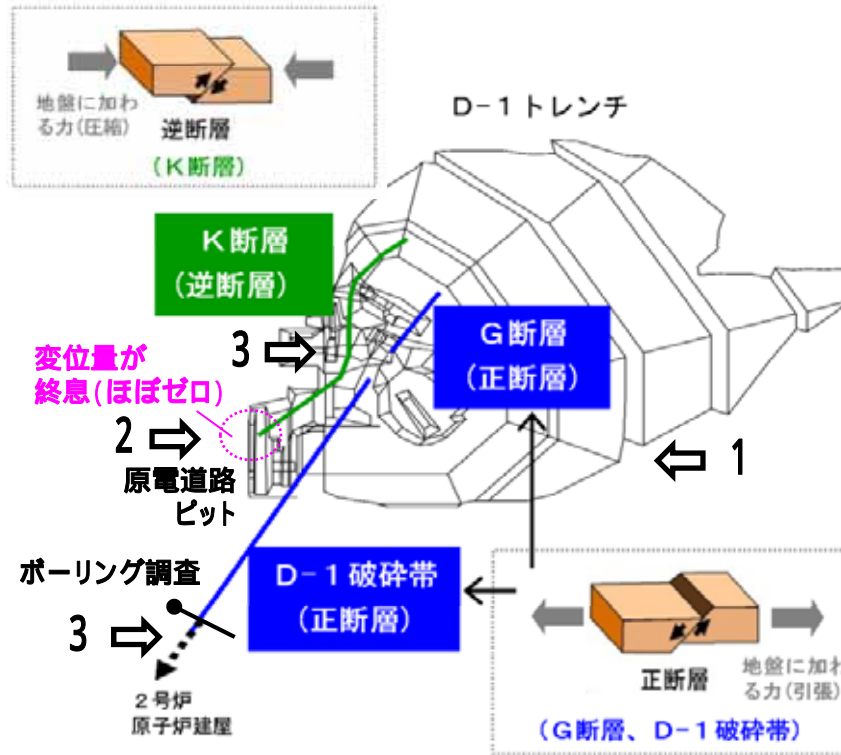 地盤に加わ
る力(圧縮)
逆断層
(K断層)
D-1トレンチ
K断層
(逆断層)
3
G断層
(正断層)
変位量が
終息(ほぼゼロ)
2
原電道路
ピット
1
ボーリング調査
D-1破砕帯
(正断層)
3
2号炉
原子炉建屋
正断層
地盤に加わ
る力(引張)
(G断層、D-1破砕帯)